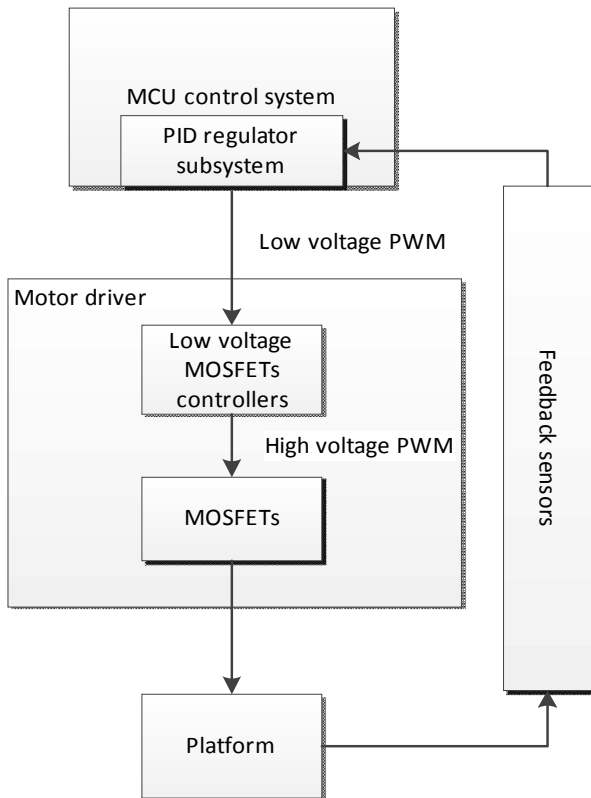 MCU control system
PID regulator
subsystem
Low voltage PWM
Motor driver
Low voltage
MOSFETs
controllers
High voltage PWM
MOSFETs
Platform
Feedback sensors